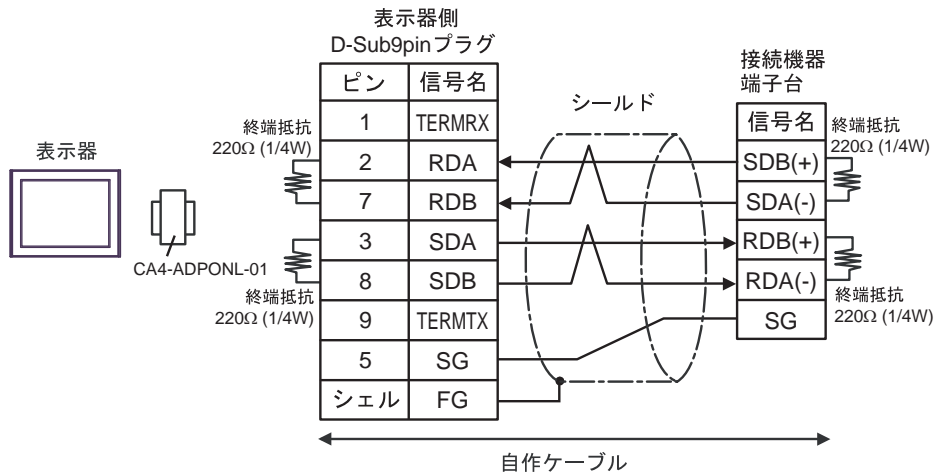 表示器側
D-Sub9pinプラグ
接続機器
端子台
シールド
表示器
CA4-ADPONL-01
終端抵抗
220Ω (1/4W)
終端抵抗
220Ω (1/4W)
ピン 信号名
1 TERMRX
2 RDA
7 RDB
3 SDA
8 SDB
9 TERMTX
5 SG
シェル FG
信号名
SDB(+)
SDA(-)
RDB(+)
RDA(-)
SG
終端抵抗
220Ω (1/4W)
終端抵抗
220Ω (1/4W)
自作ケーブル